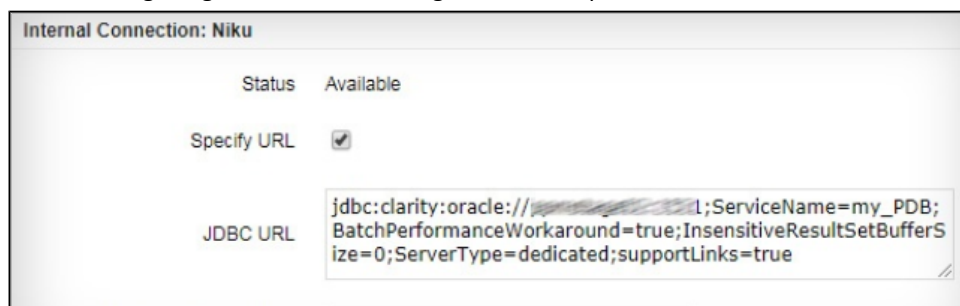 Internal Connection: Niku
Status Available
Specify URL
JDBC URL
jdbc:clarity:oracle://1;ServiceName=my_PDB;
BatchPerformanceWorkaround=true;InsensitiveResultSetBufferS
ize=0;ServerType=dedicated;supportLinks=true